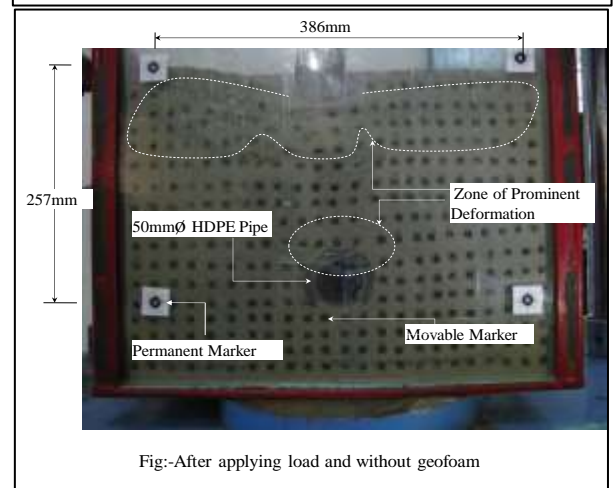 386mm
257mm
Zone of Prominent
Deformation
50mmØ HDPE Pipe
Movable Marker
Permanent Marker
Fig:-After applying load and without geofoam